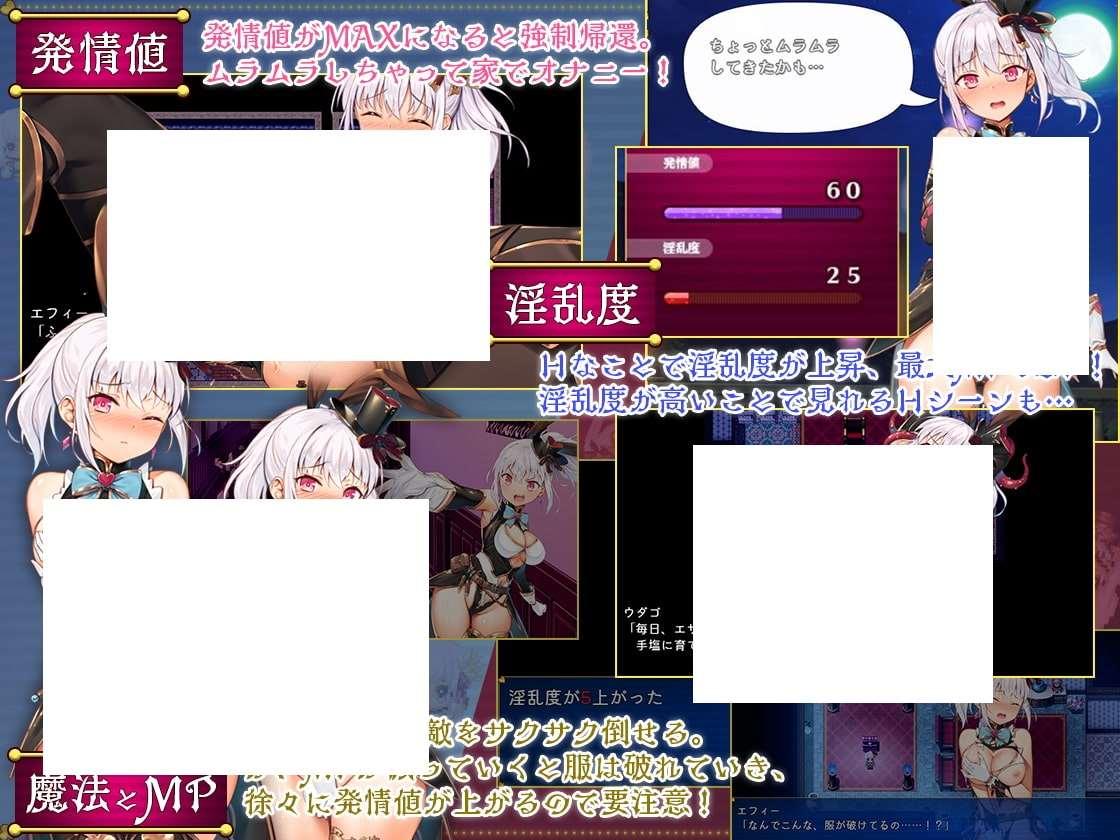 発情値
発情値がMAXになると強制帰還。
ムラムラしちゃって家でオナニー！
ちょっとムラムラ
してきたかも…
発情値
60
淫乱度
25
エフィー
「ふ
淫乱度
Hなことで淫乱度が上昇、最
淫乱度が高いことで見れるHシーンも…
ウダゴ
「毎日、エサ
手塩に育て
淫乱度が5上がった
敵をサクサク倒せる。
っていくと服は破れていき、
徐々に発情値が上がるので要注意！
魔法とMP
エフィー
「なんでこんな、服が破けてるの……！？」